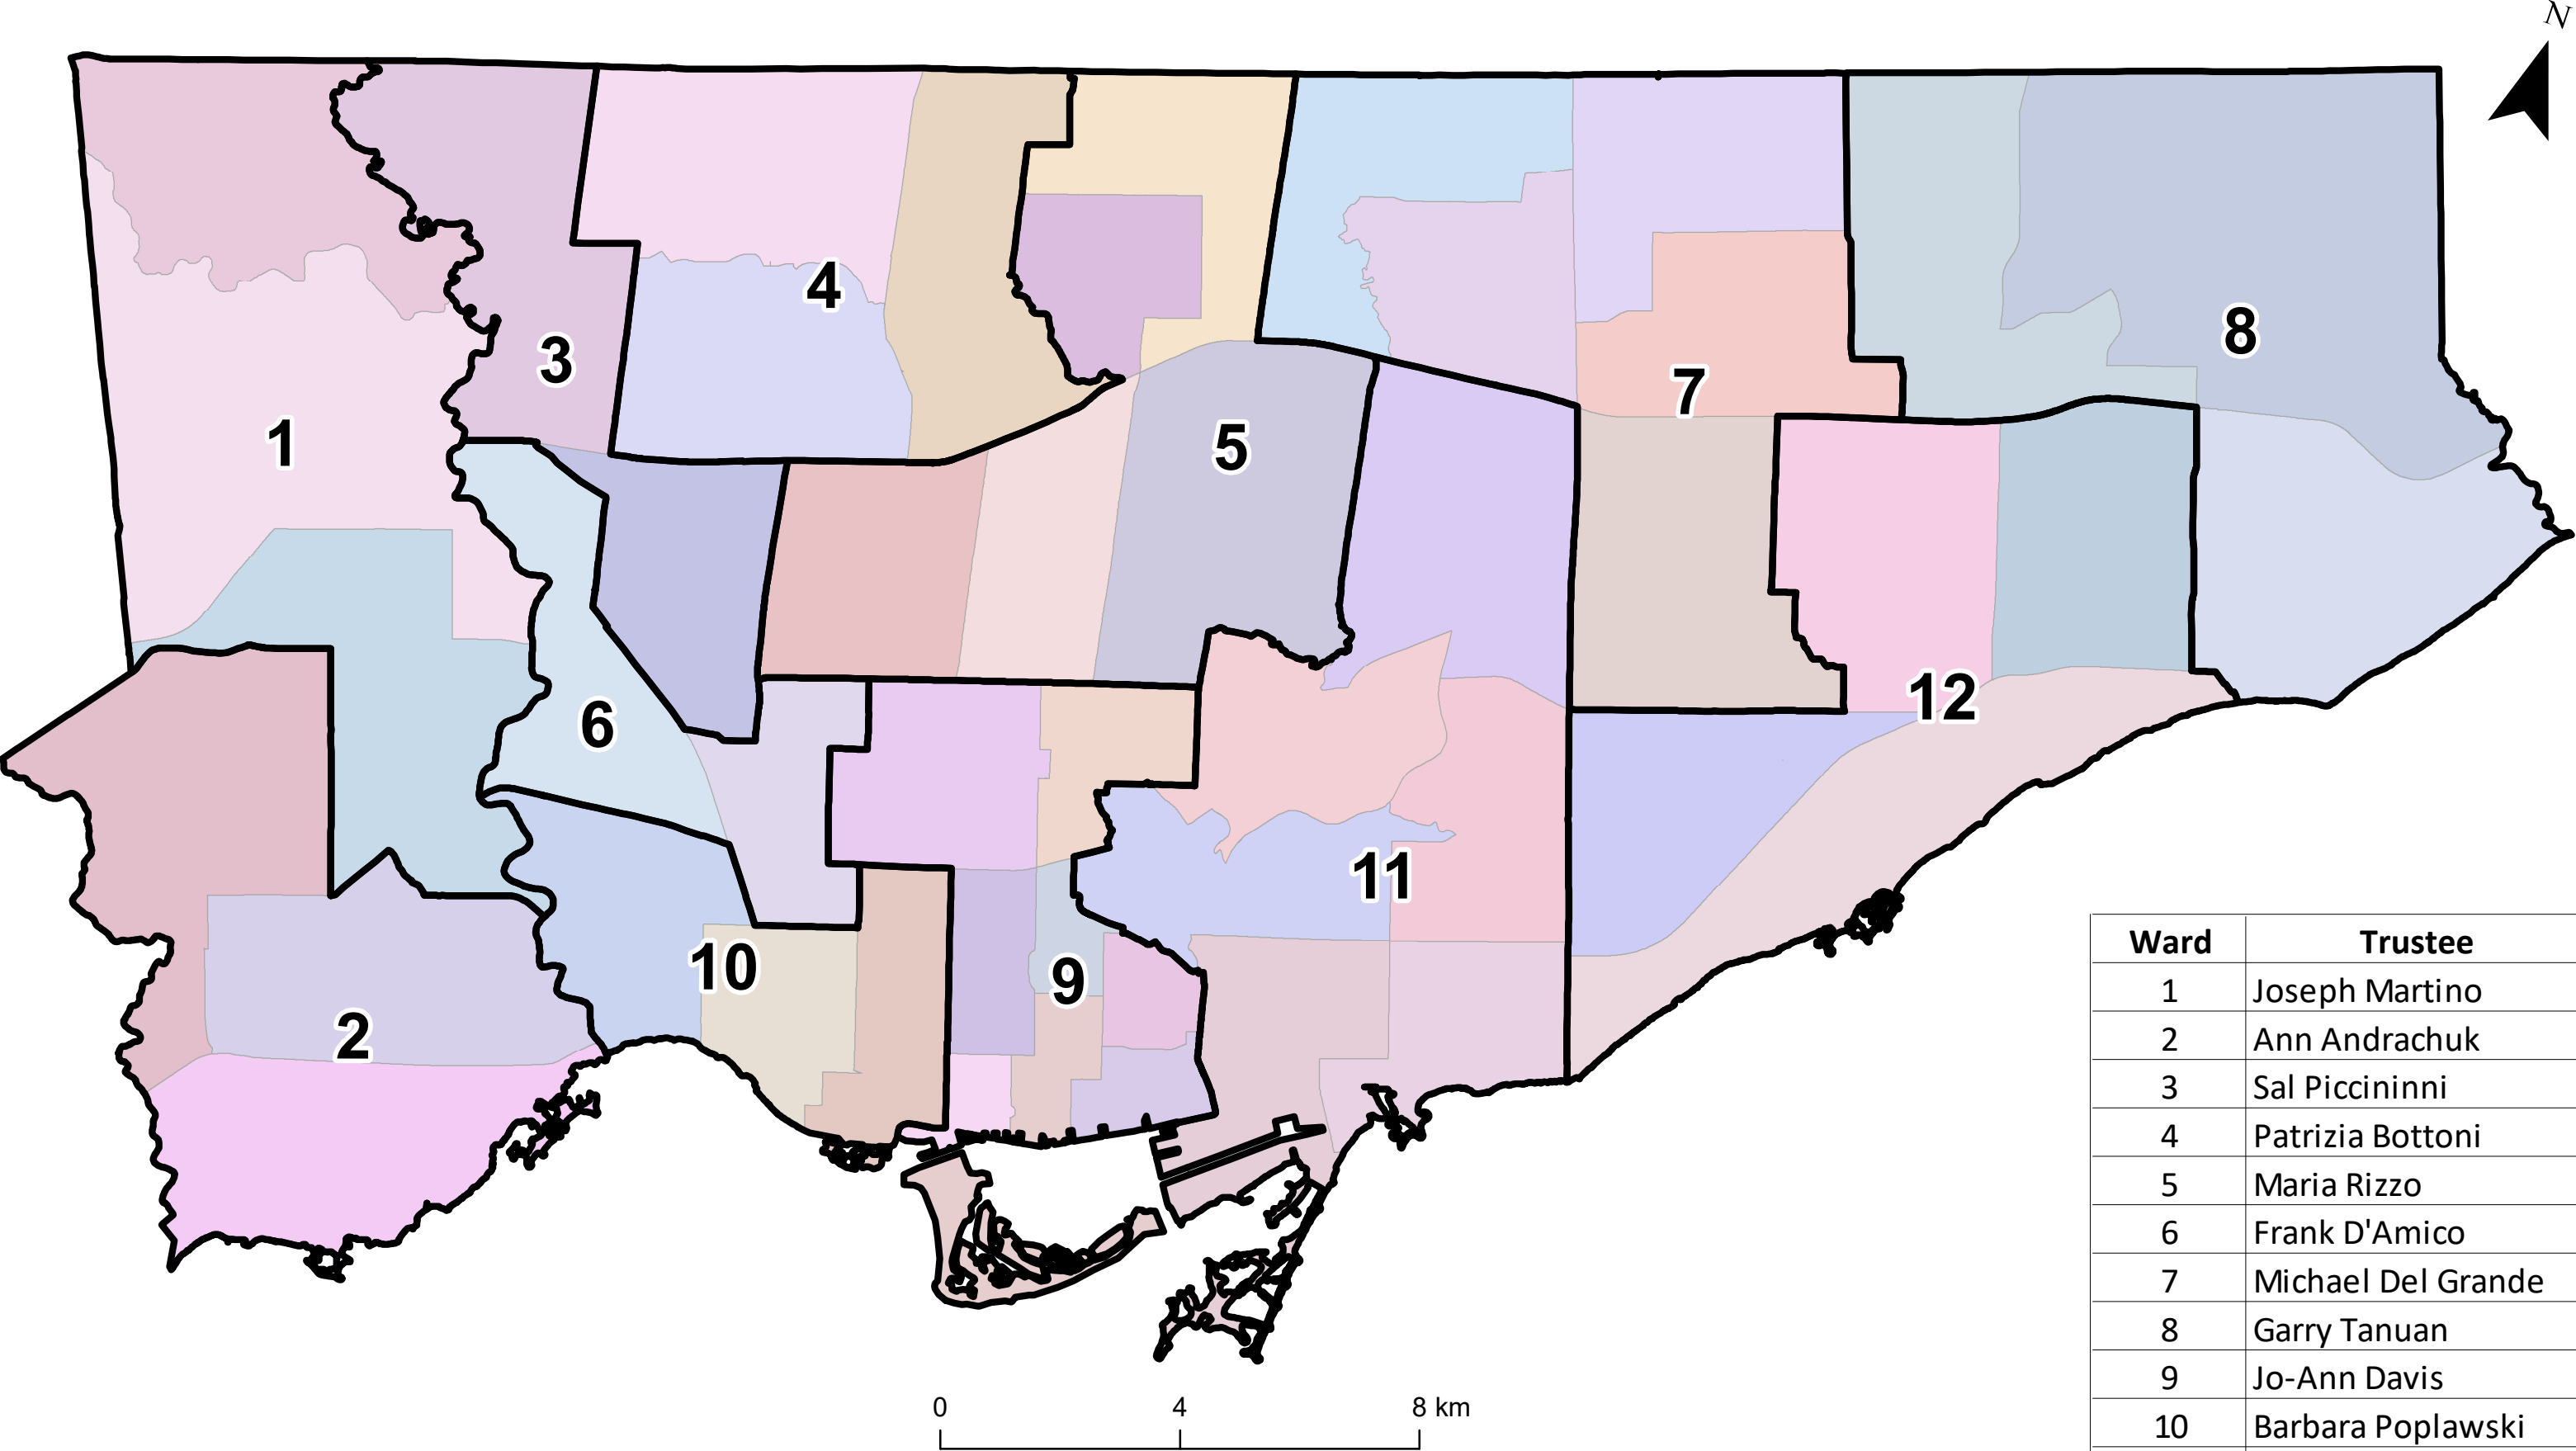 N
4
8
3
7
5
1
12
6
11
10
9
2
Ward Trustee
1 Joseph Martino
2 Ann Andrachuk
3 Sal Piccininni
4 Patrizia Bottoni
5 Maria Rizzo
6 Frank D'Amico
7 Michael Del Grande
8 Garry Tanuan
9 Jo-Ann Davis
10 Barbara Poplawski
0 4 8 km